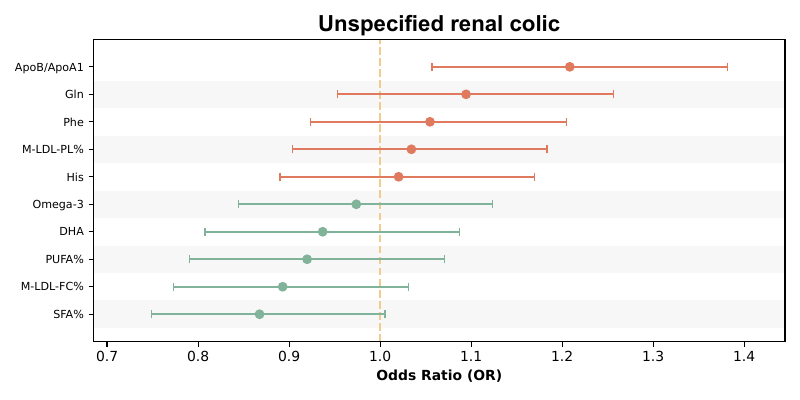 Unspecified renal colic
ApoB/ApoA1
Gln
Phe
M-LDL-PL%
His
Omega-3
DHA
PUFA%
M-LDL-FC%
SFA%
0.7 0.8 0.9 1.0 1.1 1.2 1.3 1.4
Odds Ratio (OR)